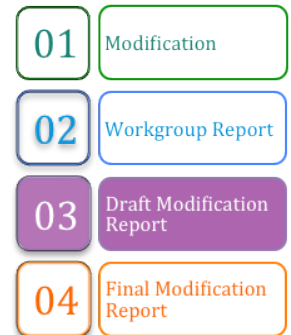 01 Modification
02 Workgroup Report
03 Draft Modification
Report
04 Final Modification
Report